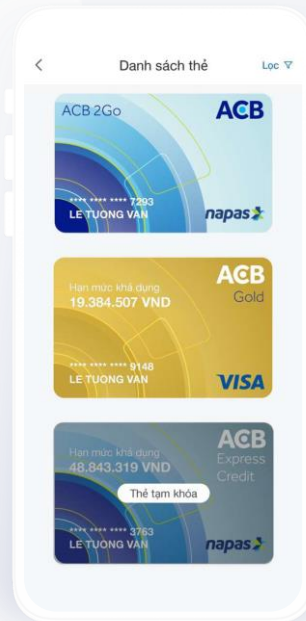 Danh sách thẻ
Lọc
ACB 2Go
ACB
**** **** **** 7293
LE TUONG VAN
napas
ACB
Gold
Hạn mức khả dụng
19.384.507 VND
**** **** **** 9148
LE TUONG VAN
VISA
ACB
Express
Credit
Hạn mức khả dụng
48.843.319 VND
Thẻ tạm khóa
**** **** **** 3763
LE TUONG VAN
napas